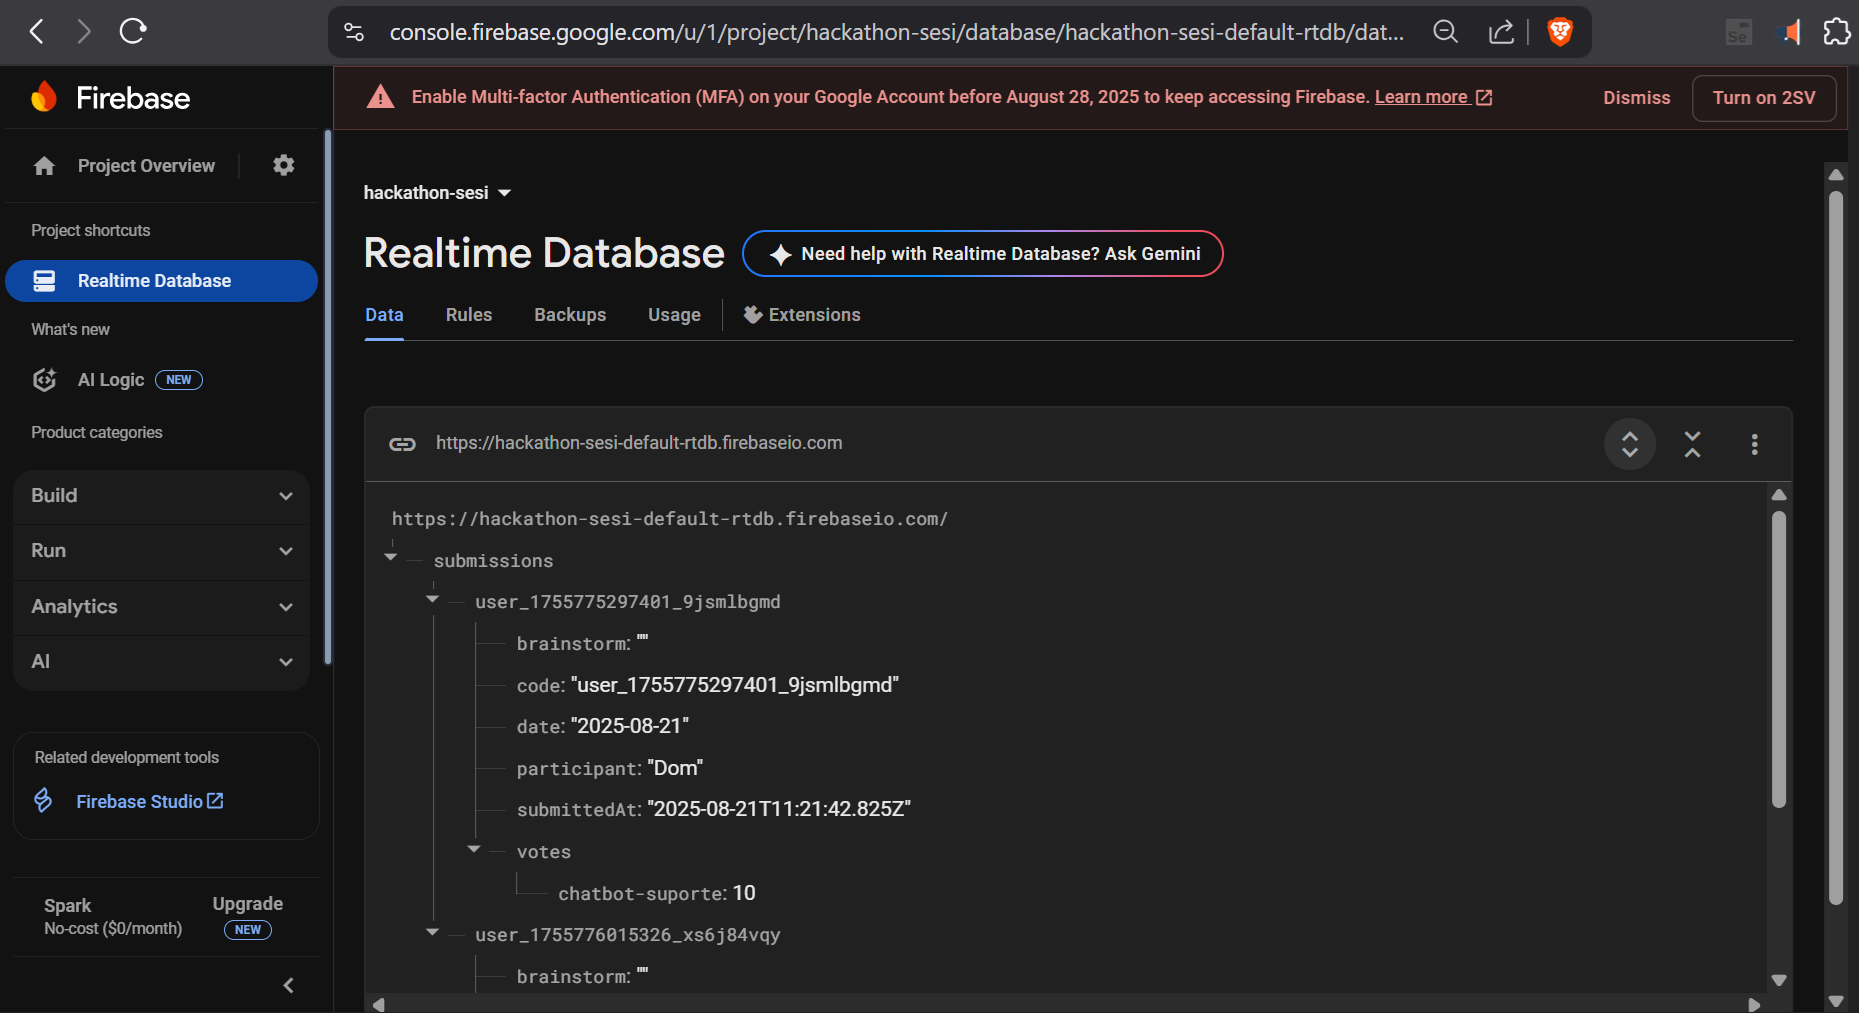 console.firebase.google.com/u/1/project/hackathon-sesi/database/hackathon-sesi-default-rtdb/dat...
Se
Firebase
Enable Multi-factor Authentication (MFA) on your Google Account before August 28, 2025 to keep accessing Firebase. Learn more
Dismiss
Turn on 2SV
Project Overview
Project shortcuts
Realtime Database
What's new
AI Logic NEW
Product categories
Build
Run
Analytics
AI
Related development tools
Firebase Studio
Spark
No-cost ($0/month)
Upgrade
NEW
hackathon-sesi
Realtime Database
Need help with Realtime Database? Ask Gemini
Data
Rules
Backups
Usage
Extensions
https://hackathon-sesi-default-rtdb.firebaseio.com
https://hackathon-sesi-default-rtdb.firebaseio.com/
submissions
user_1755775297401_9jsmlbgmd
brainstorm: ""
code: "user_1755775297401_9jsmlbgmd"
date: "2025-08-21"
participant: "Dom"
submittedAt: "2025-08-21T11:21:42.825Z"
votes
chatbot-suporte: 10
user_1755776015326_xs6j84vqy
brainstorm: ""